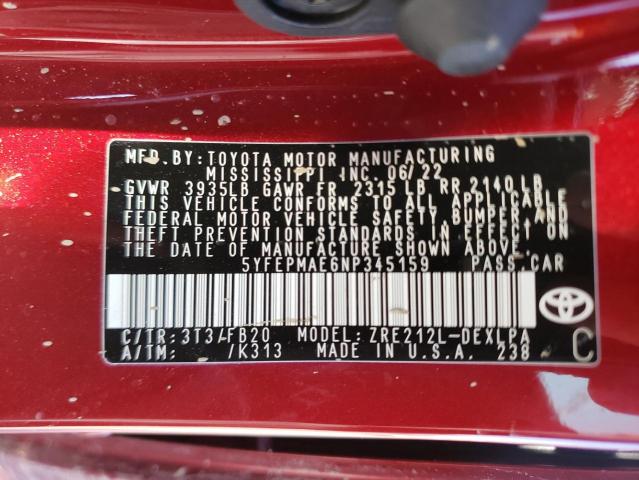 MFD. BY: TOYOTA MOTOR MANUFACTURING
MISSISSIPPI, INC. 06/22
GVWR 3935LB GAWR FR. 2315 LB RR. 2140 LB
THIS VEHICLE CONFORMS TO ALL APPLICABLE
FEDERAL MOTOR VEHICLE SAFETY, BUMPER, AND
THEFT PREVENTION STANDARDS IN EFFECT ON
THE DATE OF MANUFACTURE SHOWN ABOVE.
5YFEPMAE6NP345159 PASS. CAR
C/TR: 3T3/FB20 MODEL: ZRE212L-DEXLPA
A/TM: /K313 MADE IN U.S.A. 238
C